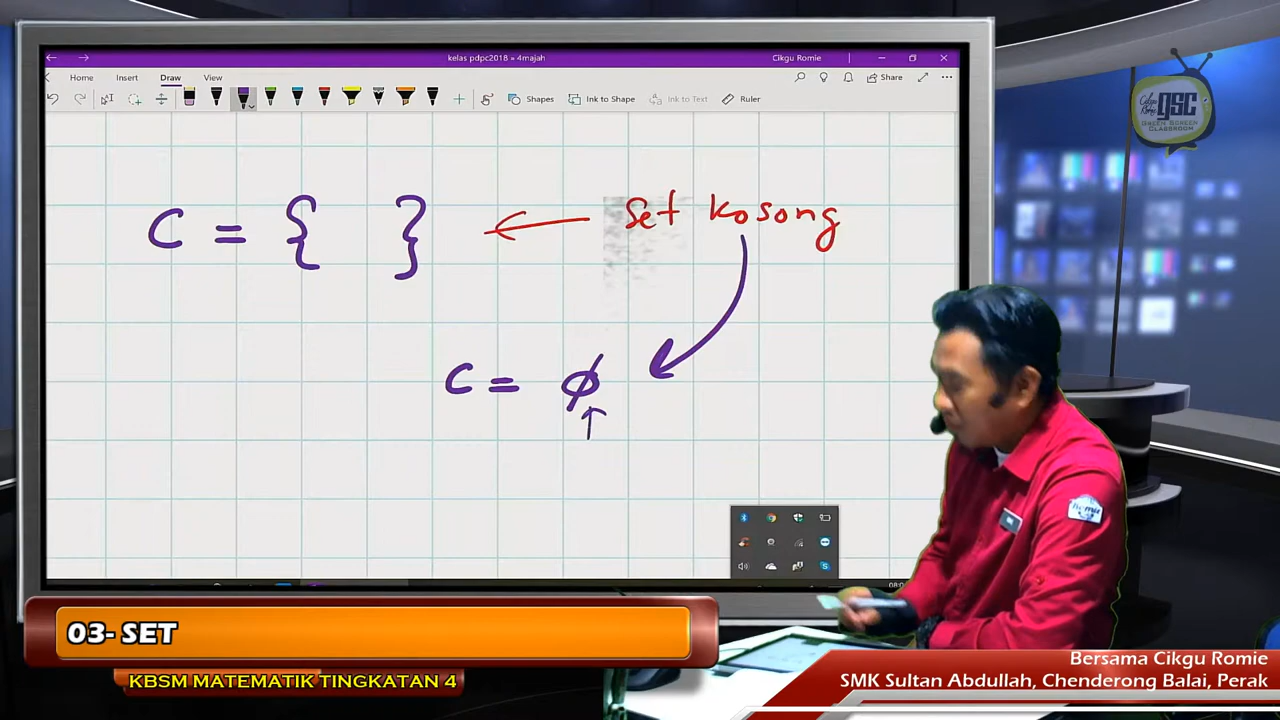 kelas pdpc2018 » 4majah
Cikgu Romie
Home Insert Draw View
Share
Shapes
Ink to Shape
Ink to Text
Ruler
Cikgu Romie GSC
GREEN SCREEN
CLASSROOM
C = { } ← Set kosong
C = ϕ
↑
03- SET
KBSM MATEMATIK TINGKATAN 4
Bersama Cikgu Romie
SMK Sultan Abdullah, Chenderong Balai, Perak